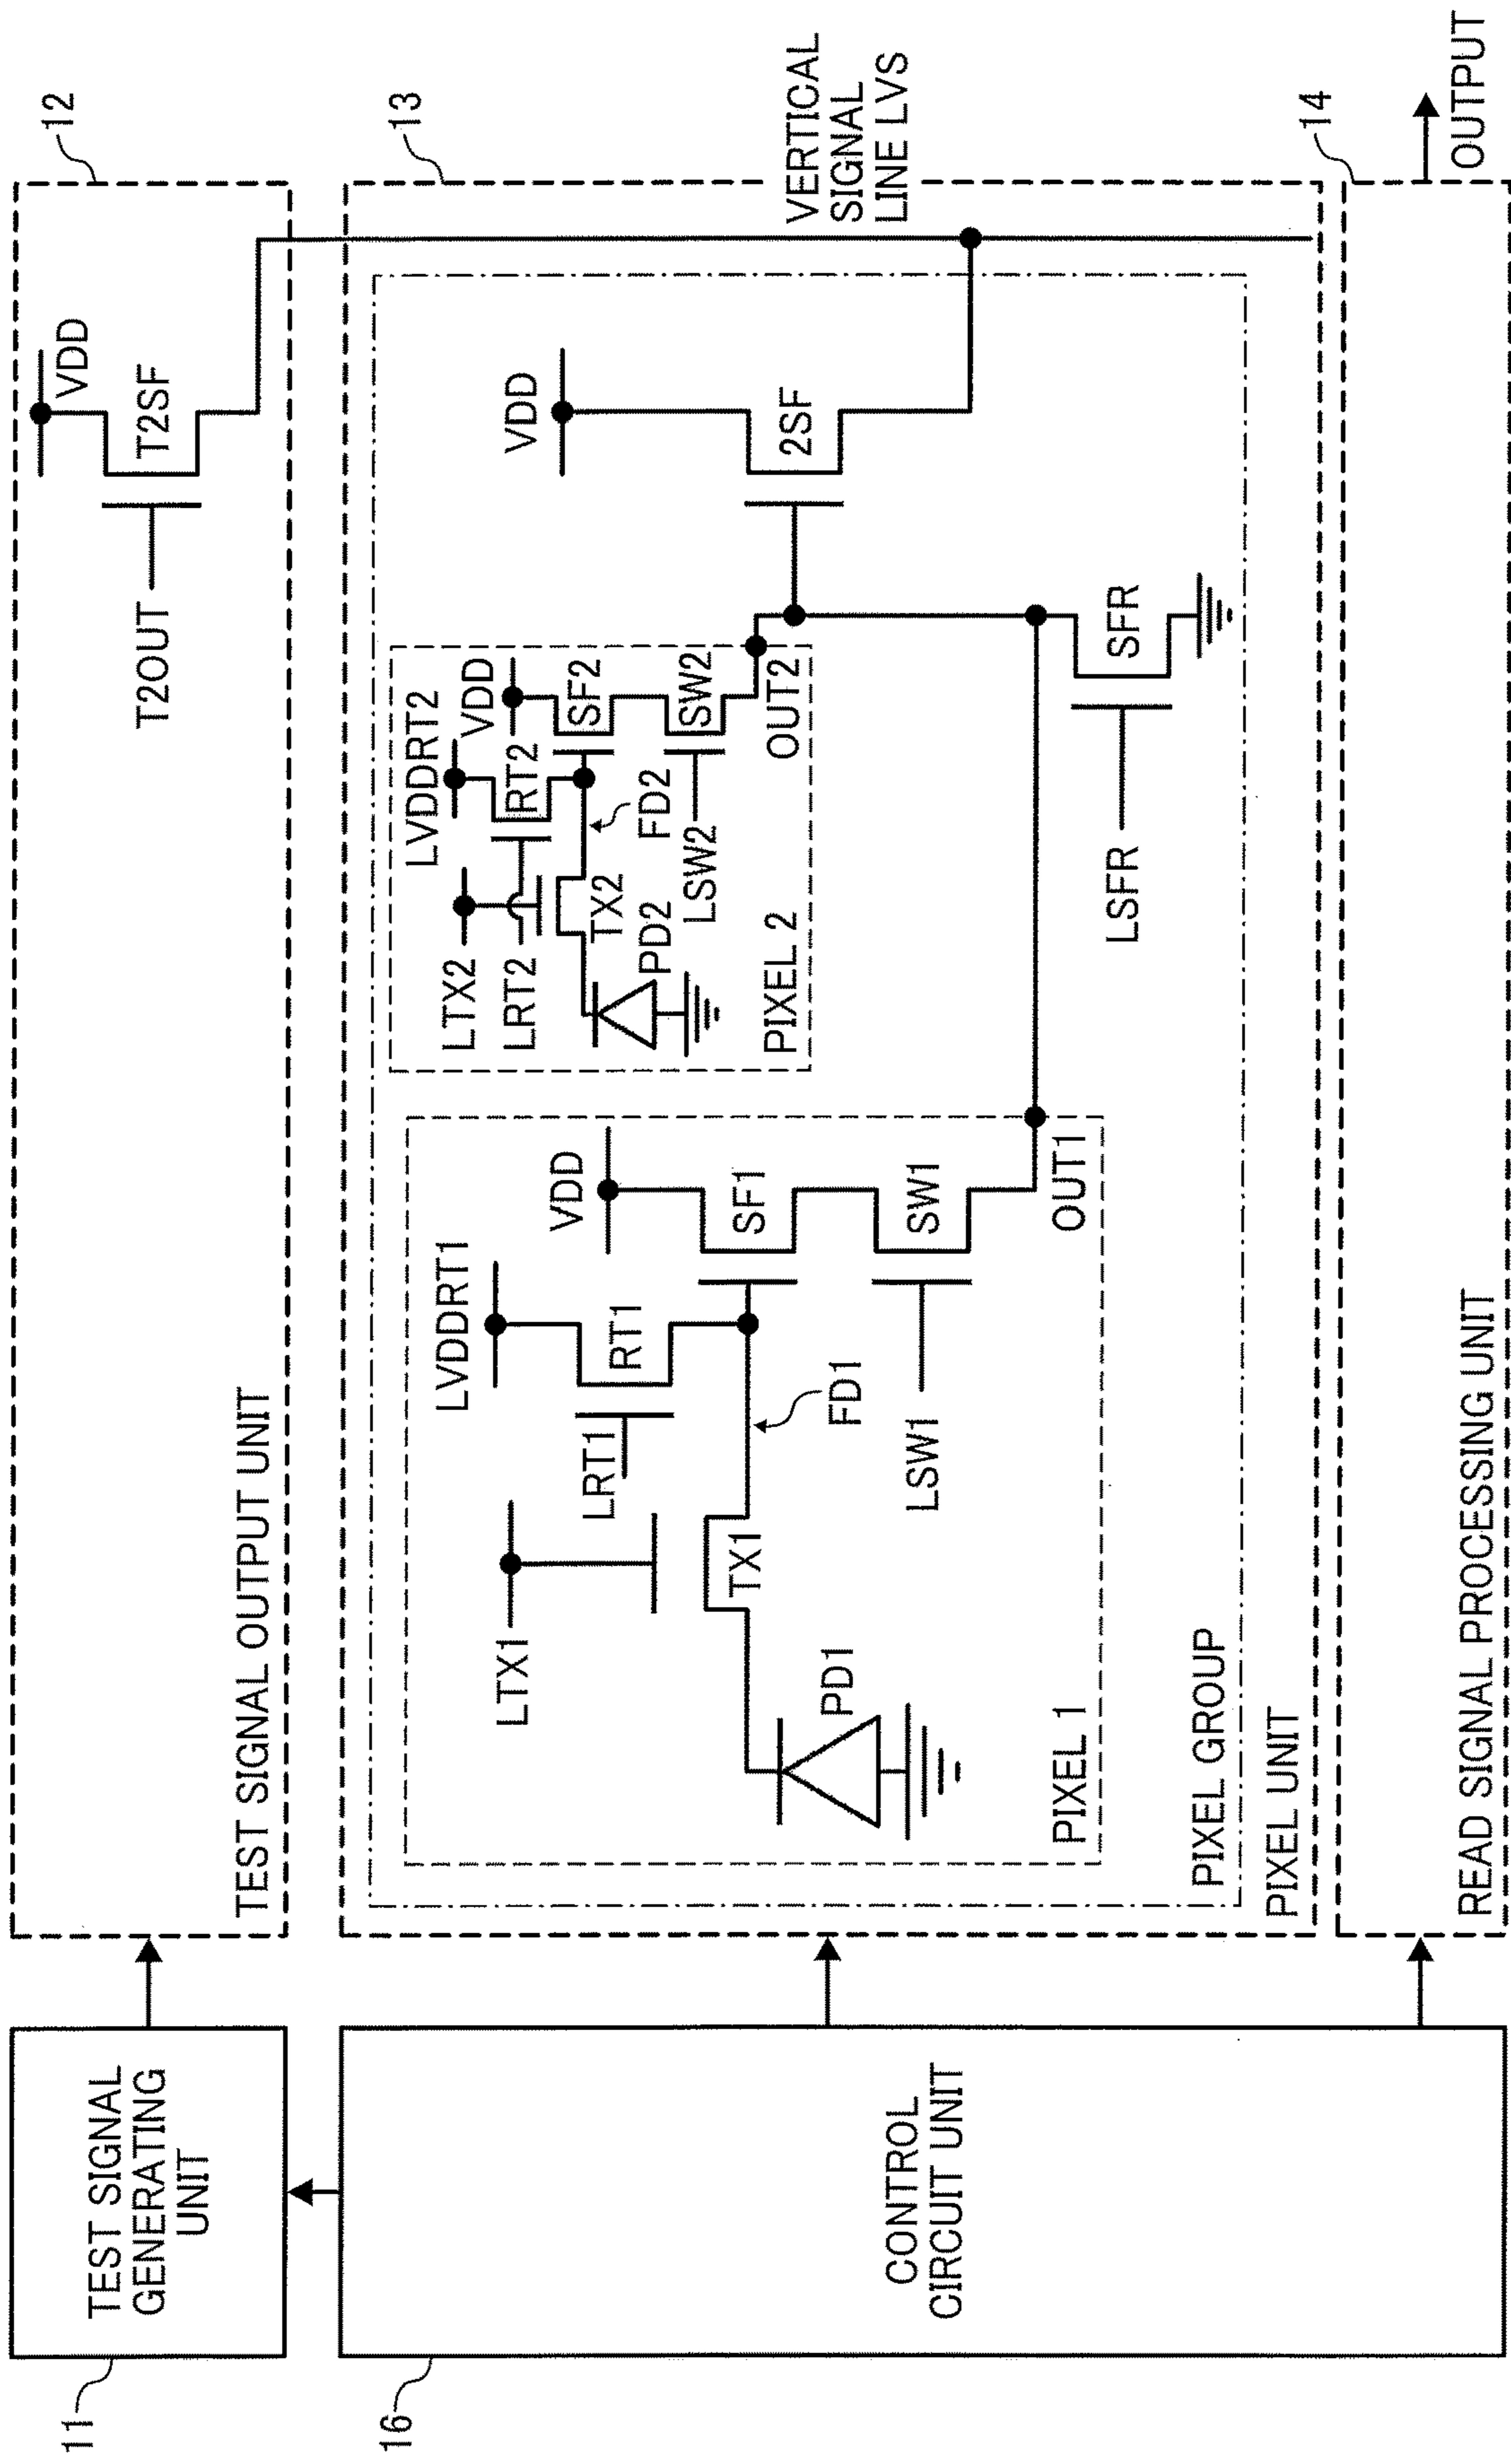 11
TEST SIGNAL
GENERATING
UNIT
12
TEST SIGNAL OUTPUT UNIT
VDD
T2OUT
T2SF
16
CONTROL
CIRCUIT UNIT
13
PIXEL UNIT
PIXEL GROUP
VERTICAL
SIGNAL
LINE LVS
PIXEL 1
LTX1
LVDDRT1
VDD
LRT1
RT1
TX1
SF1
FD1
PD1
LSW1
SW1
OUT1
PIXEL 2
LTX2
LVDDRT2
VDD
LRT2
RT2
TX2
SF2
FD2
PD2
LSW2
SW2
OUT2
VDD
2SF
LSFR
SFR
14
READ SIGNAL PROCESSING UNIT
OUTPUT